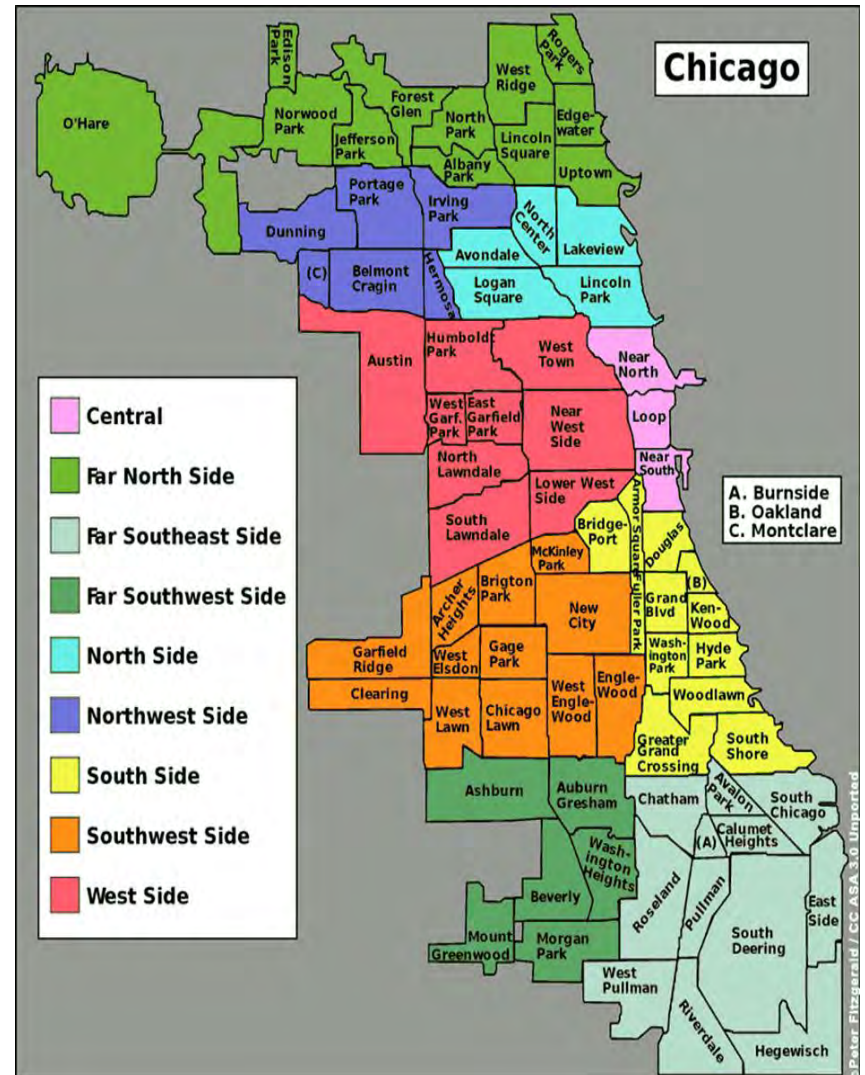 Chicago
Edison
Park
Rogers
Park
West
Ridge
O'Hare
Norwood
Park
Forest
Glen
North
Park
Edge-
water
Jefferson
Park
Lincoln
Square
Albany
Park
Uptown
Portage
Park
Irving
Park
North
Center
Dunning
Lakeview
Avondale
(C)
Belmont
Cragin
Hermosa
Logan
Square
Lincoln
Park
Humboldt
Park
West
Town
Austin
Near
North
West
Garf.
Park
East
Garfield
Park
Near
West
Side
Loop
North
Lawndale
Near
South
Lower West
Side
South
Lawndale
Bridge-
Port
Armor Square
Douglas
McKinley
Park
Fuller Park
Archer
Heights
Brigton
Park
New
City
Grand
Blvd
(B)
Ken-
Wood
Garfield
Ridge
West
Elsdon
Gage
Park
Wash-
ington
Park
Hyde
Park
Clearing
West
Lawn
Chicago
Lawn
West
Engle-
Wood
Engle-
Wood
Woodlawn
Greater
Grand
Crossing
South
Shore
Ashburn
Auburn
Gresham
Chatham
Avalon
Park
South
Chicago
(A)
Calumet
Heights
Wash-
ington
Heights
Beverly
Roseland
Pullman
East
Side
South
Deering
Mount
Greenwood
Morgan
Park
West
Pullman
Riverdale
Hegewisch
Central
Far North Side
Far Southeast Side
Far Southwest Side
North Side
Northwest Side
South Side
Southwest Side
West Side
A. Burnside
B. Oakland
C. Montclare
©Peter Fitzgerald / CC ASA 3.0 Unported